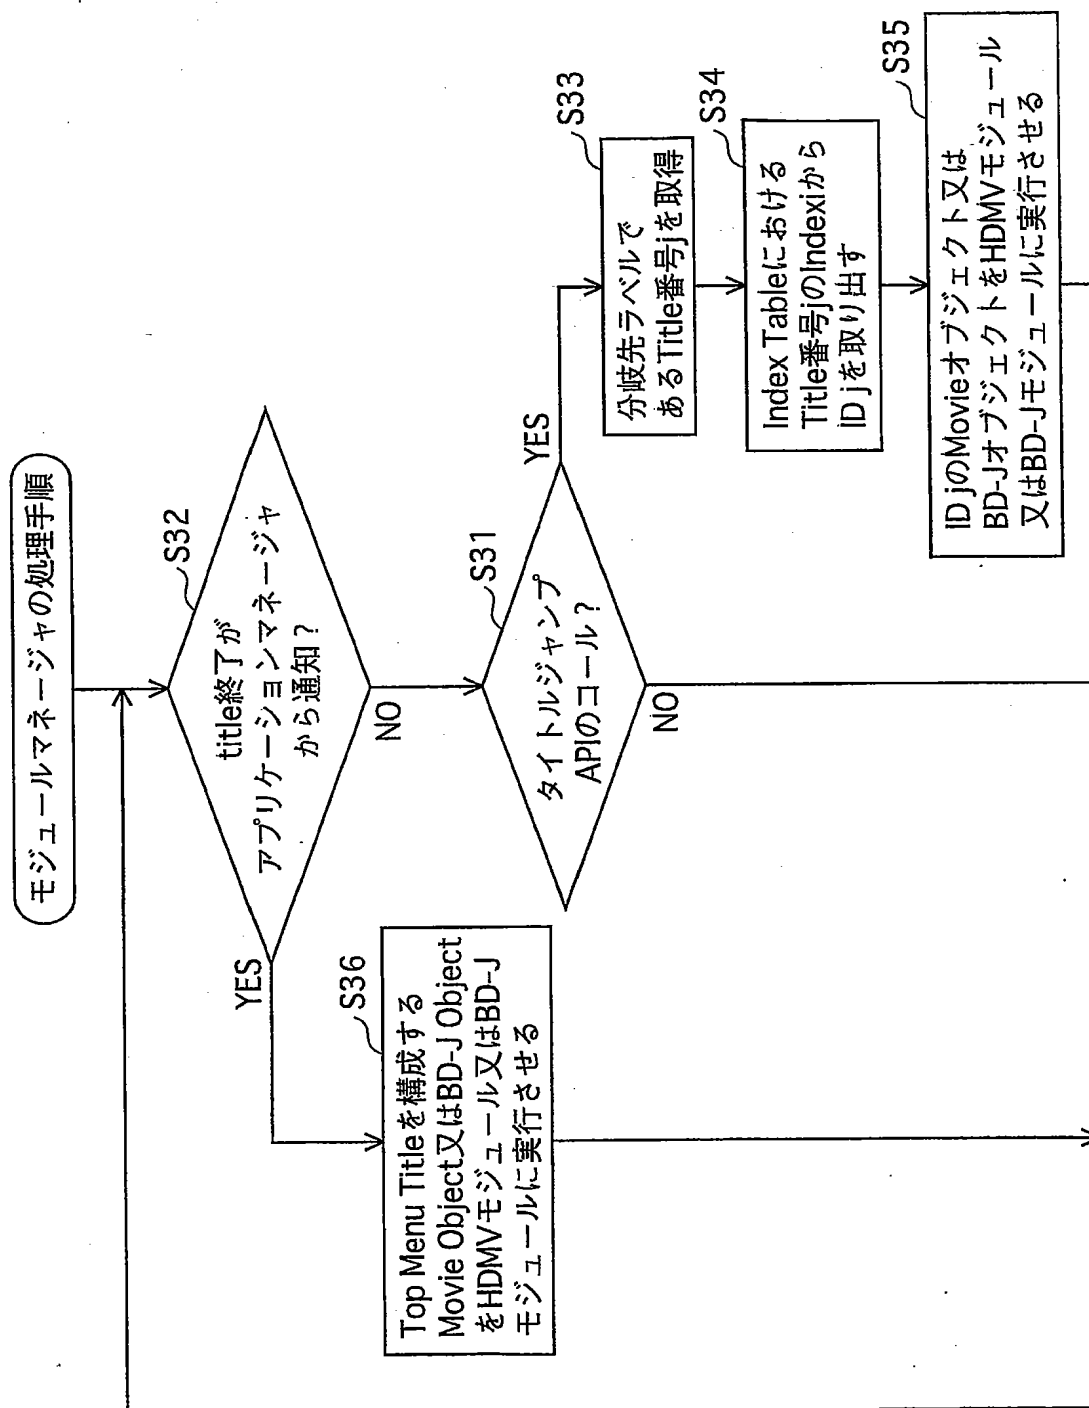 モジュールマネージャの処理手順
S32
title終了が
アプリケーションマネージャ
から通知？
YES
NO
S36
Top Menu Titleを構成する
Movie Object又はBD-J Object
をHDMVモジュール又はBD-J
モジュールに実行させる
S31
タイトルジャンプ
APIのコール？
YES
NO
S33
分岐先ラベルで
あるTitle番号jを取得
S34
Index Tableにおける
Title番号jのIndexiから
ID jを取り出す
S35
ID jのMovieオブジェクト又は
BD-JオブジェクトをHDMVモジュール
又はBD-Jモジュールに実行させる